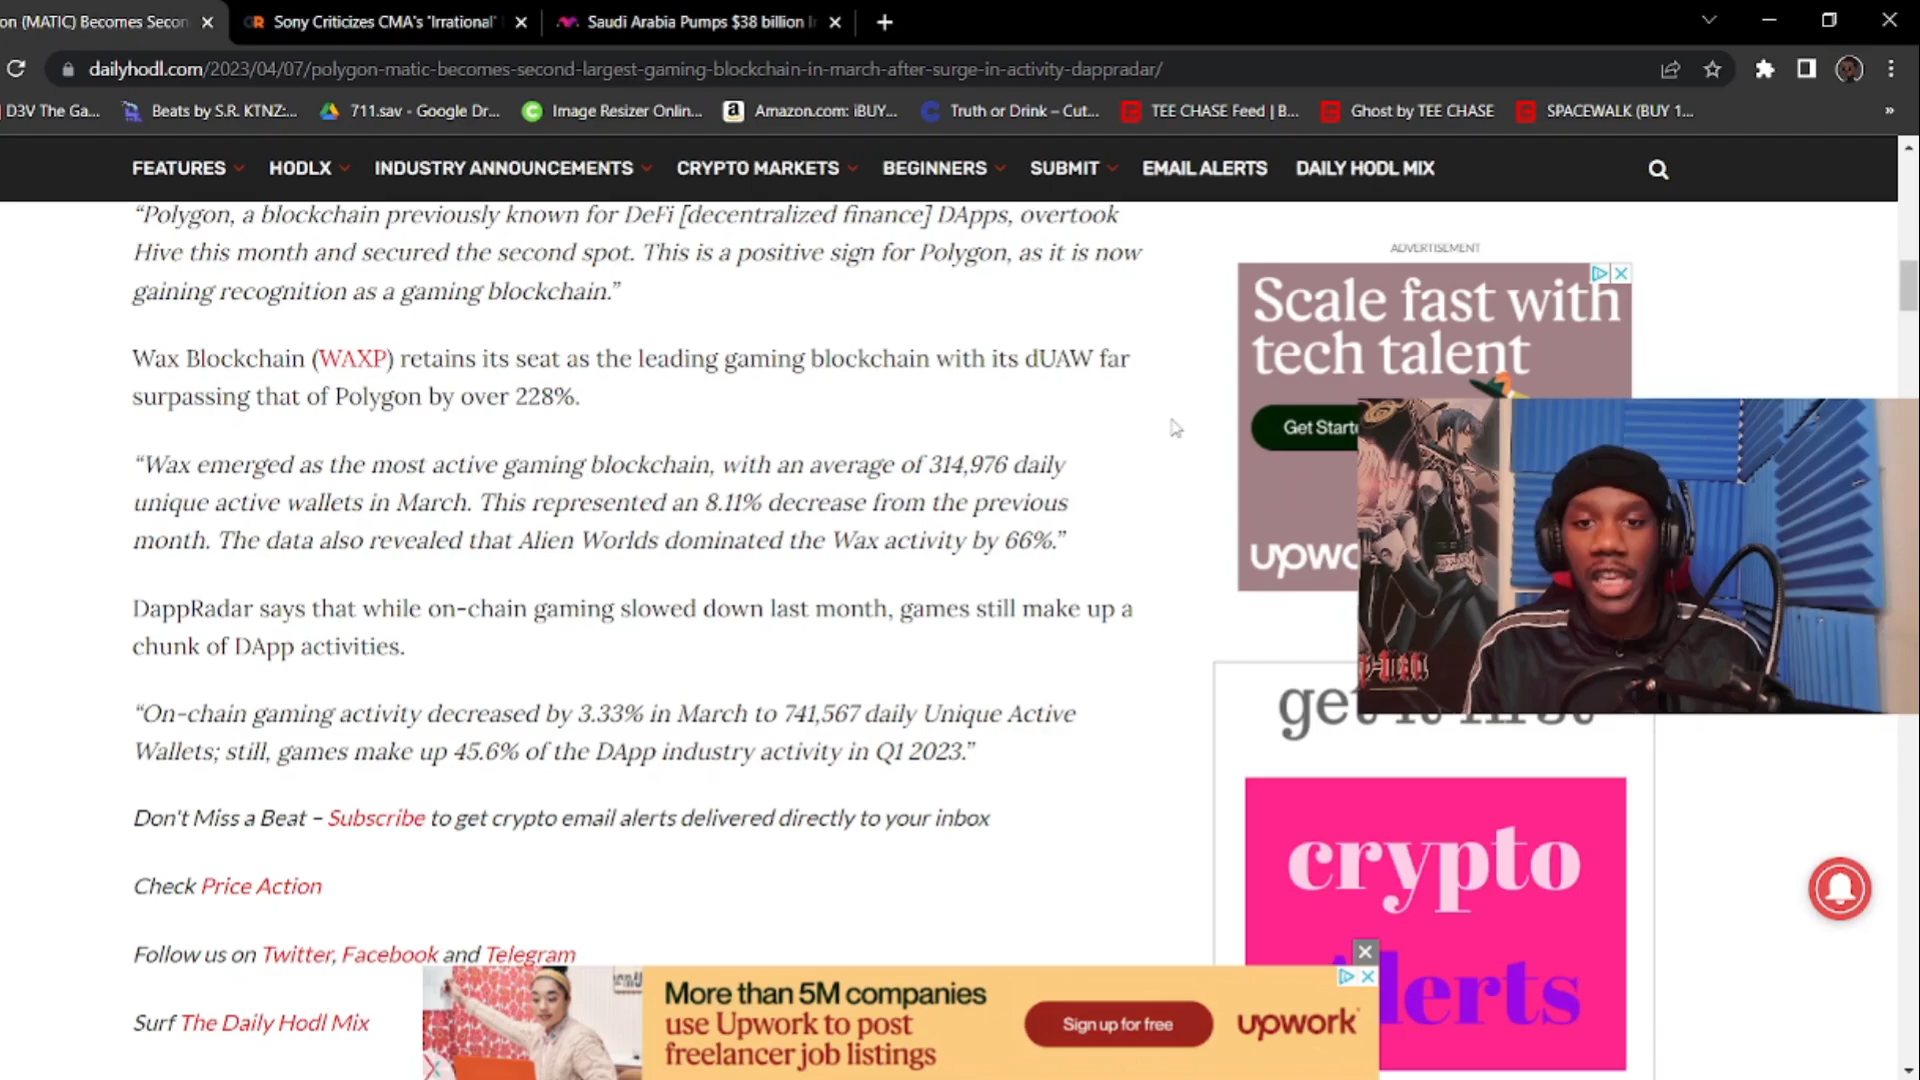 on (MATIC) Becomes Secon
Sony Criticizes CMA's 'Irrational'
Saudi Arabia Pumps $38 billion In
dailyhodl.com/2023/04/07/polygon-matic-becomes-second-largest-gaming-blockchain-in-march-after-surge-in-activity-dappradar/
D3V The Ga...
Beats by S.R. KTNZ:...
711.sav - Google Dr...
Image Resizer Onlin...
Amazon.com: iBUY...
Truth or Drink – Cut...
TEE CHASE Feed | B...
Ghost by TEE CHASE
SPACEWALK (BUY 1...
»
FEATURES
HODLX
INDUSTRY ANNOUNCEMENTS
CRYPTO MARKETS
BEGINNERS
SUBMIT
EMAIL ALERTS
DAILY HODL MIX
“Polygon, a blockchain previously known for DeFi [decentralized finance] DApps, overtook
Hive this month and secured the second spot. This is a positive sign for Polygon, as it is now
gaining recognition as a gaming blockchain.”
Wax Blockchain (WAXP) retains its seat as the leading gaming blockchain with its dUAW far
surpassing that of Polygon by over 228%.
“Wax emerged as the most active gaming blockchain, with an average of 314,976 daily
unique active wallets in March. This represented an 8.11% decrease from the previous
month. The data also revealed that Alien Worlds dominated the Wax activity by 66%.”
DappRadar says that while on-chain gaming slowed down last month, games still make up a
chunk of DApp activities.
“On-chain gaming activity decreased by 3.33% in March to 741,567 daily Unique Active
Wallets; still, games make up 45.6% of the DApp industry activity in Q1 2023.”
Don't Miss a Beat – Subscribe to get crypto email alerts delivered directly to your inbox
Check Price Action
Follow us on Twitter, Facebook and Telegram
Surf The Daily Hodl Mix
ADVERTISEMENT
Scale fast with
tech talent
Get Starte
upwo
get it first
crypto
alerts
More than 5M companies
use Upwork to post
freelancer job listings
Sign up for free
upwork